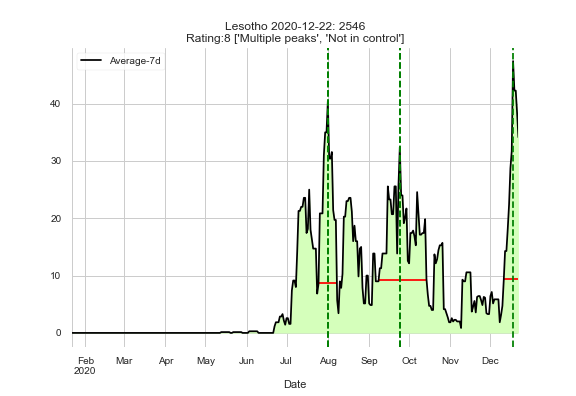 Lesotho 2020-12-22: 2546
Rating:8 ['Multiple peaks', 'Not in control']
Average-7d
40
30
20
10
0
Feb Mar Apr May Jun Jul Aug Sep Oct Nov Dec
2020
Date